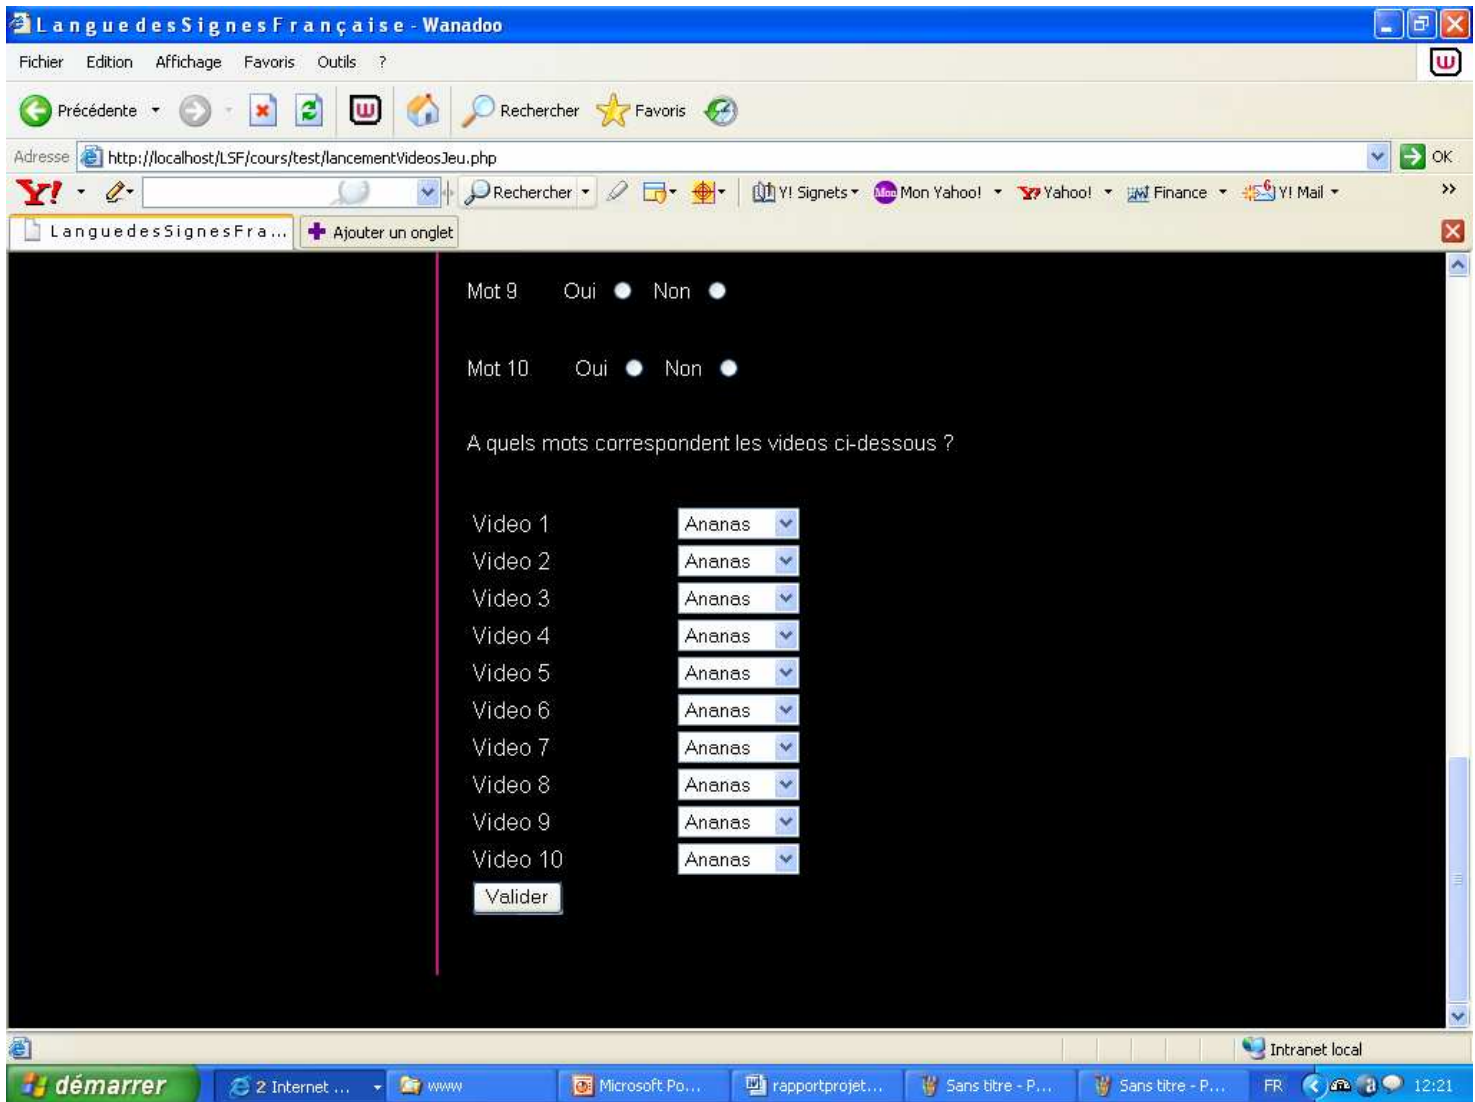 L a n g u e d e s S i g n e s F r a n ç a i s e - Wanadoo
Fichier Edition Affichage Favoris Outils ?
Précédente Rechercher Favoris
Adresse http://localhost/LSF/cours/test/lancementVideosJeu.php OK
Y! Rechercher Y! Signets Mon Yahoo! Yahoo! Finance 6 Y! Mail »
L a n g u e d e s S i g n e s F r a ... Ajouter un onglet
Mot 9 Oui Non
Mot 10 Oui Non
A quels mots correspondent les videos ci-dessous ?
Video 1 Ananas
Video 2 Ananas
Video 3 Ananas
Video 4 Ananas
Video 5 Ananas
Video 6 Ananas
Video 7 Ananas
Video 8 Ananas
Video 9 Ananas
Video 10 Ananas
Valider
Intranet local
démarrer 2 Internet ... www Microsoft Po... rapportprojet... Sans titre - P... Sans titre - P... FR 12:21